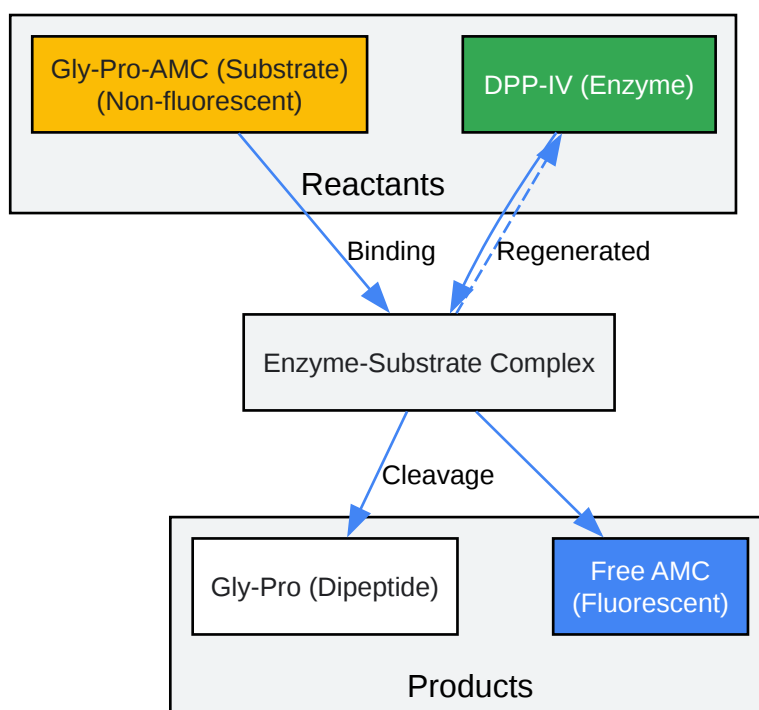 Gly-Pro-AMC (Substrate)
(Non-fluorescent)
DPP-IV (Enzyme)
Reactants
Binding
Regenerated
Enzyme-Substrate Complex
Cleavage
Gly-Pro (Dipeptide)
Free AMC
(Fluorescent)
Products